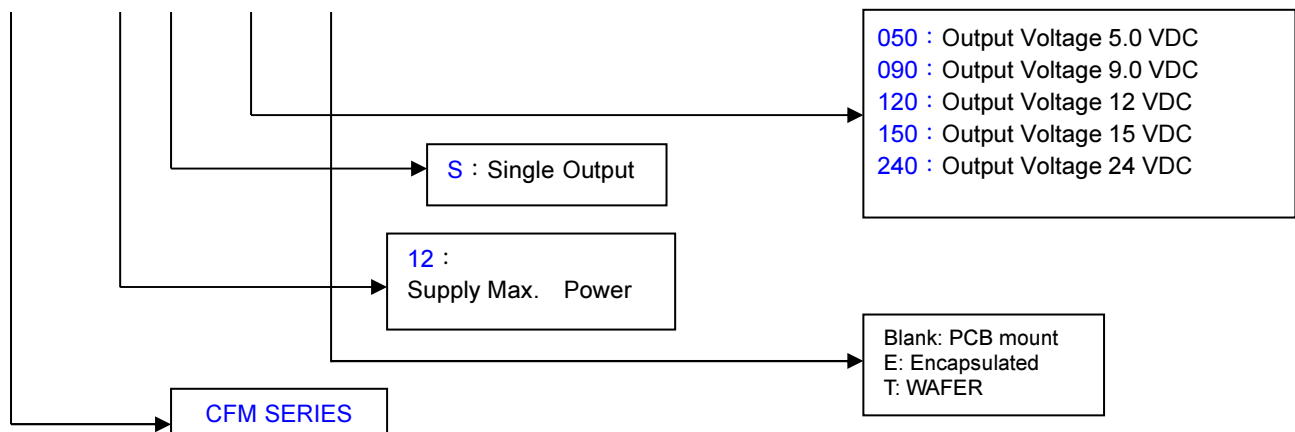 050：Output Voltage 5.0 VDC
090：Output Voltage 9.0 VDC
120：Output Voltage 12 VDC
150：Output Voltage 15 VDC
240：Output Voltage 24 VDC
S：Single Output
12：
Supply Max. Power
Blank: PCB mount
E: Encapsulated
T: WAFER
CFM SERIES